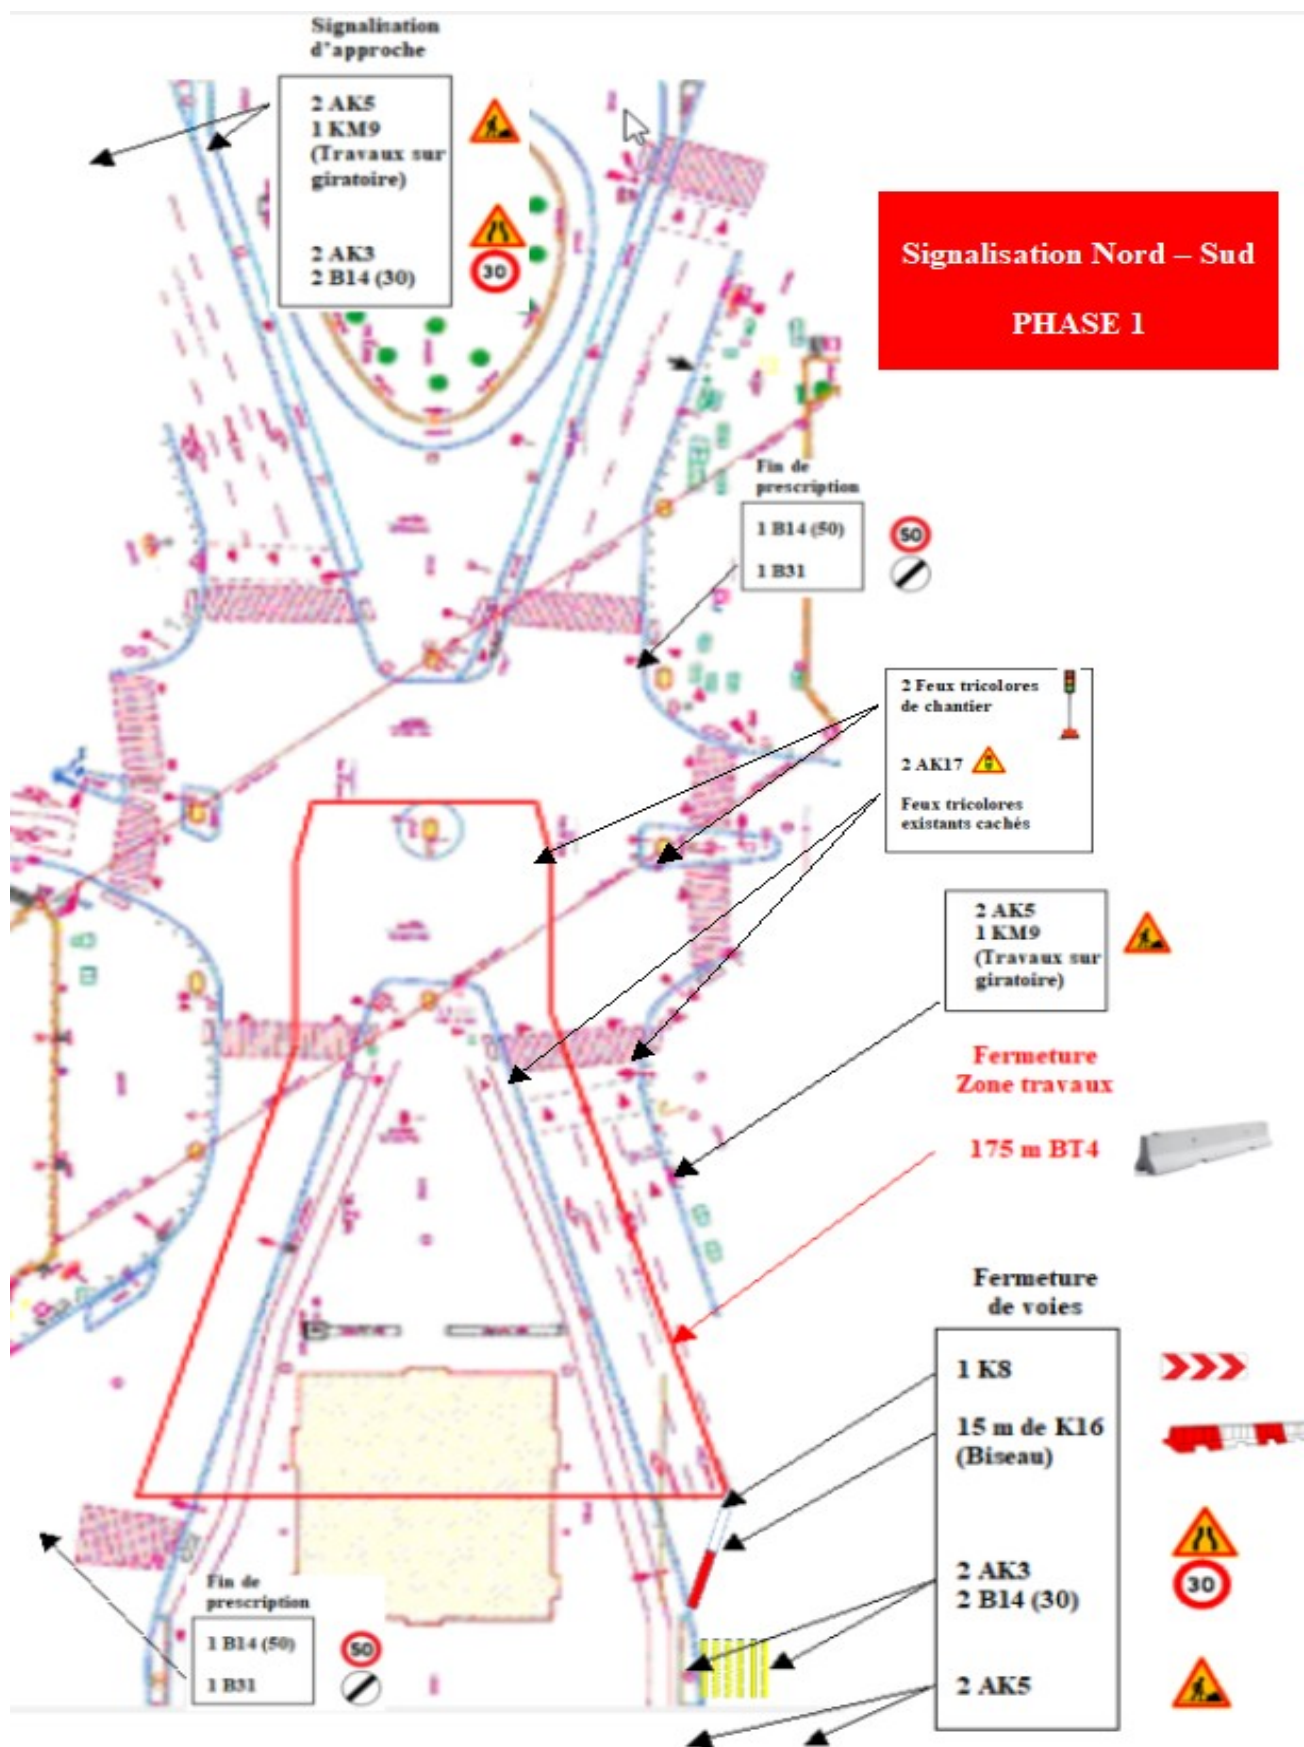 Signalisation
d'approche
2 AK5
1 KM9
(Travaux sur
giratoire)
2 AK3
2 B14 (30)
30
Signalisation Nord – Sud
PHASE 1
Fin de
prescription
1 B14 (50)
1 B31
50
2 Feux tricolores
de chantier
2 AK17
Feux tricolores
existants cachés
2 AK5
1 KM9
(Travaux sur
giratoire)
Fermeture
Zone travaux
175 m BT4
Fermeture
de voies
1 K8
15 m de K16
(Biseau)
2 AK3
2 B14 (30)
30
2 AK5
Fin de
prescription
1 B14 (50)
1 B31
50